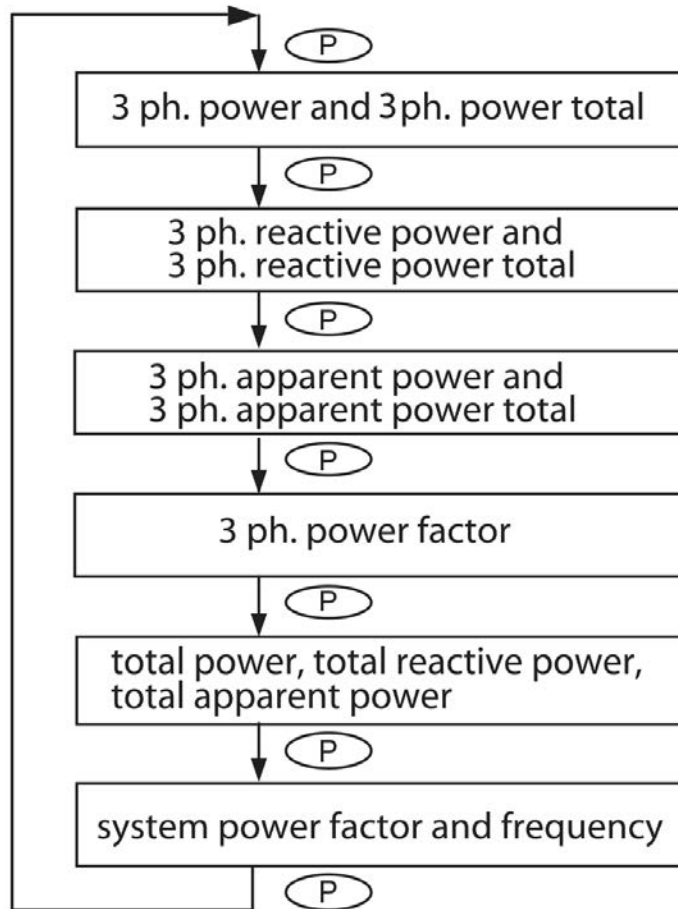 P
3 ph. power and 3ph. power total
P
3 ph. reactive power and
3 ph. reactive power total
P
3 ph. apparent power and
3 ph. apparent power total
P
3 ph. power factor
P
total power, total reactive power,
total apparent power
P
system power factor and frequency
P